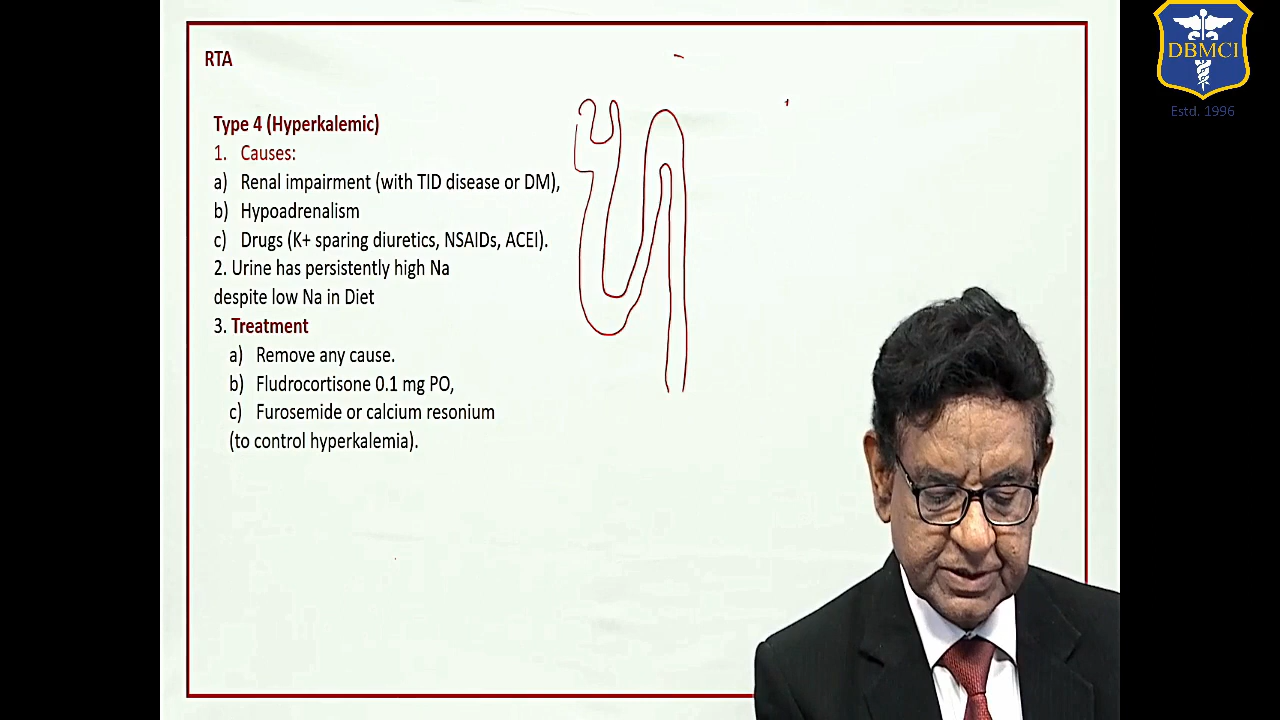 RTA
Type 4 (Hyperkalemic)
1. Causes:
a) Renal impairment (with TID disease or DM),
b) Hypoadrenalism
c) Drugs (K+ sparing diuretics, NSAIDs, ACEI).
2. Urine has persistently high Na
despite low Na in Diet
3. Treatment
a) Remove any cause.
b) Fludrocortisone 0.1 mg PO,
c) Furosemide or calcium resonium
(to control hyperkalemia).
DBMCI
Estd. 1996